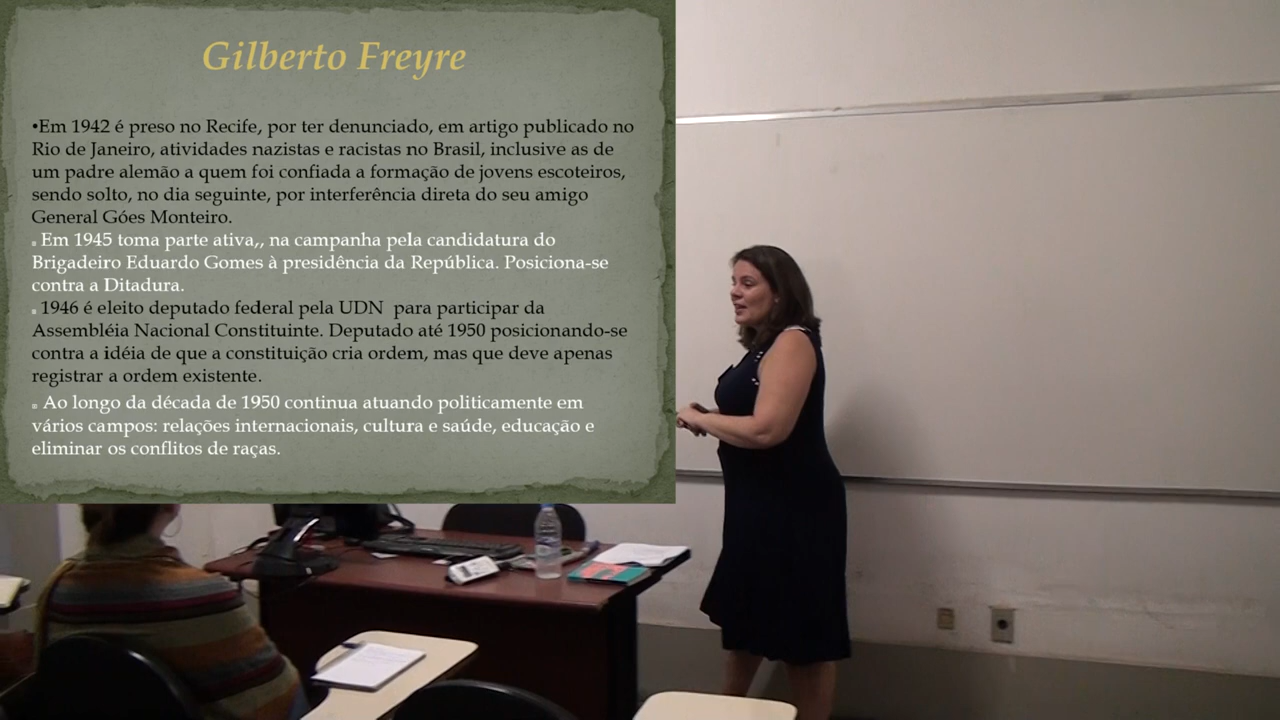 Gilberto Freyre
•Em 1942 é preso no Recife, por ter denunciado, em artigo publicado no
Rio de Janeiro, atividades nazistas e racistas no Brasil, inclusive as de
um padre alemão a quem foi confiada a formação de jovens escoteiros,
sendo solto, no dia seguinte, por interferência direta do seu amigo
General Góes Monteiro.
Em 1945 toma parte ativa,, na campanha pela candidatura do
Brigadeiro Eduardo Gomes à presidência da República. Posiciona-se
contra a Ditadura.
1946 é eleito deputado federal pela UDN para participar da
Assembléia Nacional Constituinte. Deputado até 1950 posicionando-se
contra a idéia de que a constituição cria ordem, mas que deve apenas
registrar a ordem existente.
Ao longo da década de 1950 continua atuando politicamente em
vários campos: relações internacionais, cultura e saúde, educação e
eliminar os conflitos de raças.